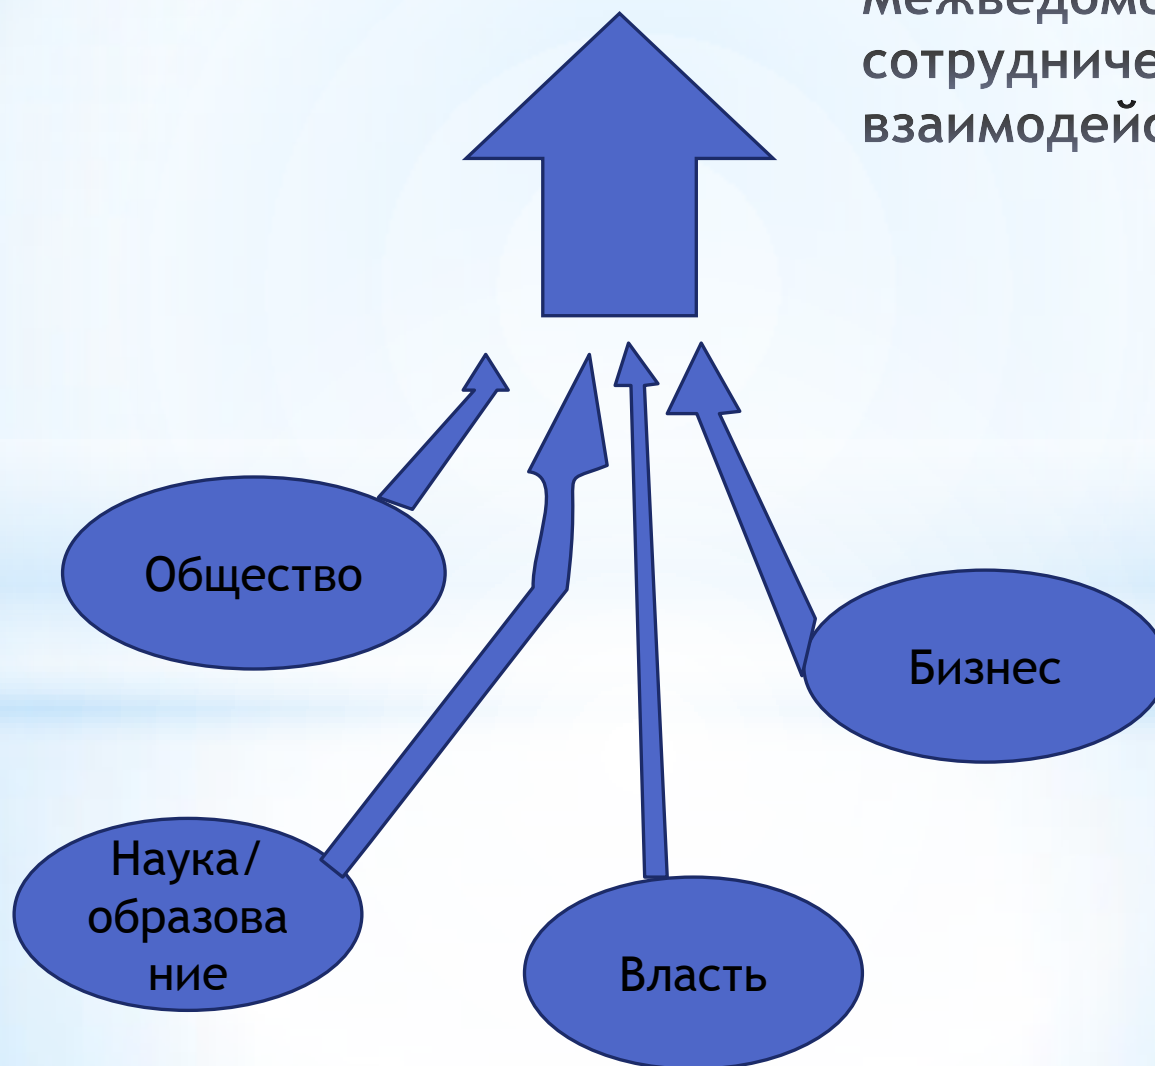 сотрудниче
взаимодейс
Общество
Бизнес
Наука/
образова
ние
Власть